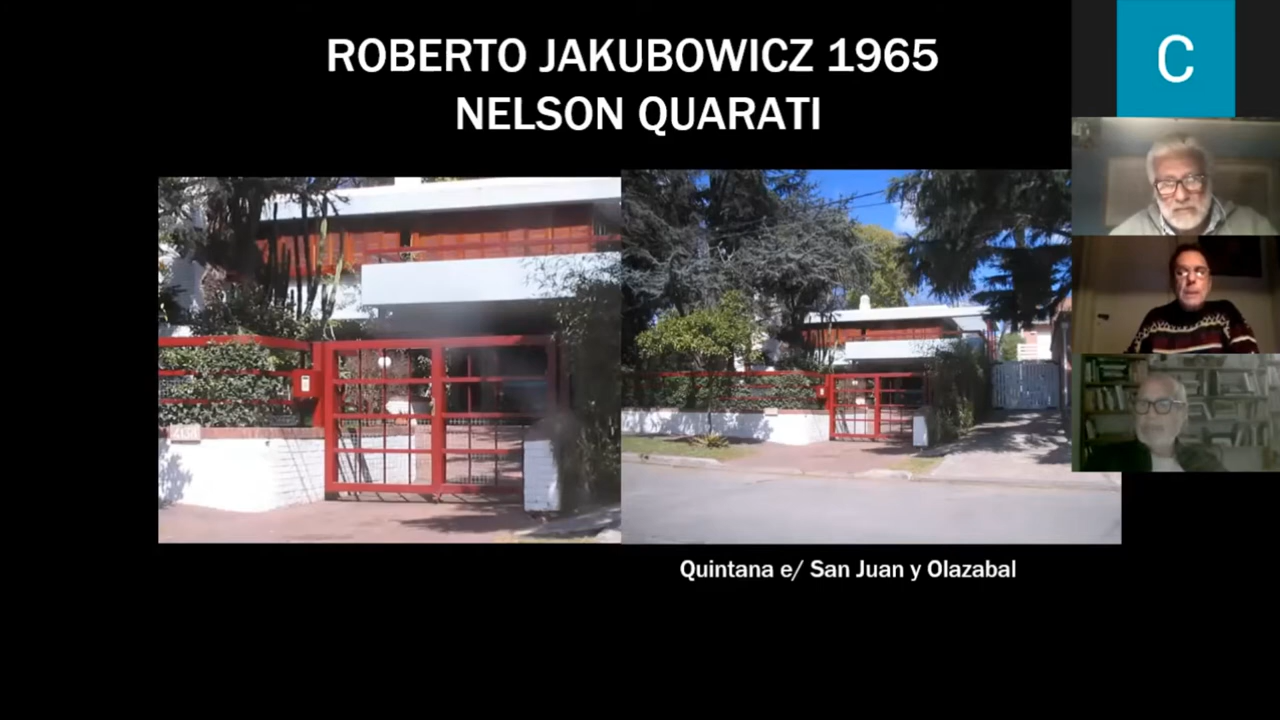 ROBERTO JAKUBOWICZ 1965
NELSON QUARATI
C
Quintana e/ San Juan y Olazabal